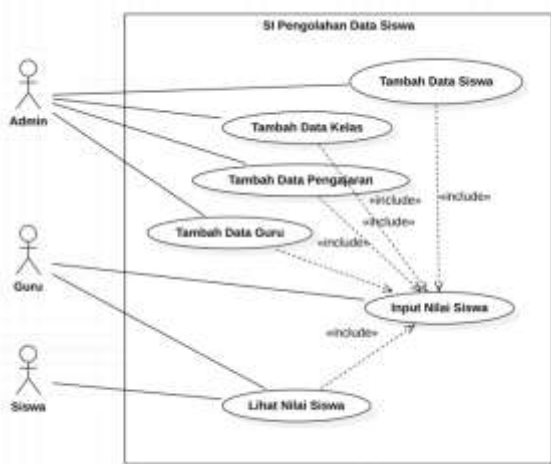 SI Pengolahan Data Siswa
Tambah Data Siswa
Admin
Tambah Data Kelas
Tambah Data Pengajaran
«include»
«include»
«include»
Tambah Data Guru
«include»
Guru
Input Nilai Siswa
«include»
Siswa
Lihat Nilai Siswa